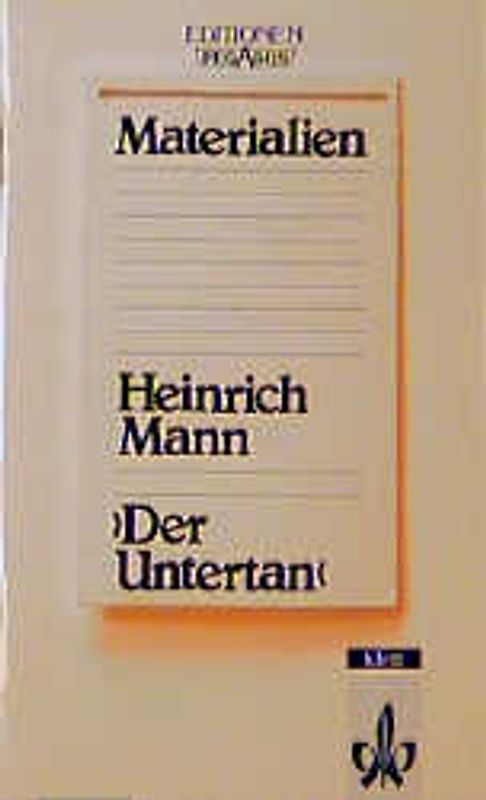 EDITIONEN
Materialien
Heinrich
Mann
›Der
Untertan‹
Klett